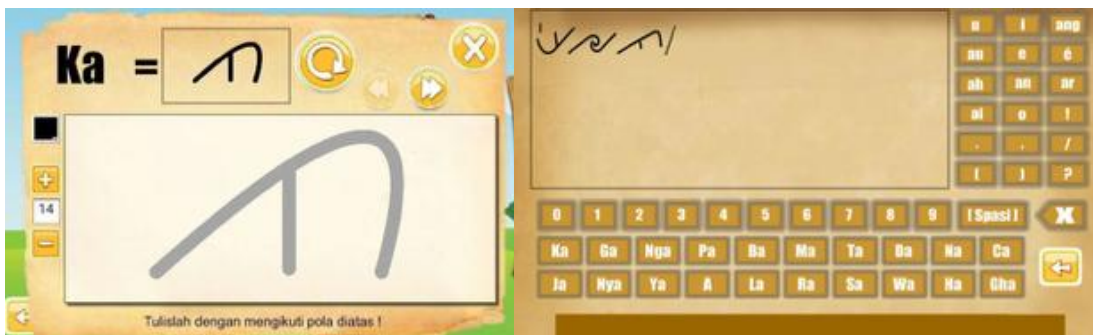 Ka =
14
Tulislah dengan mengikuti pola diatas !
u i ang
au e é
ah an ar
ai o !
. , /
( ) ?
0 1 2 3 4 5 6 7 8 9 [ Spasi ]
Ka Ga Nga Pa Ba Ma Ta Da Na Ca
Ja Nya Ya A La Ra Sa Wa Ha Gha